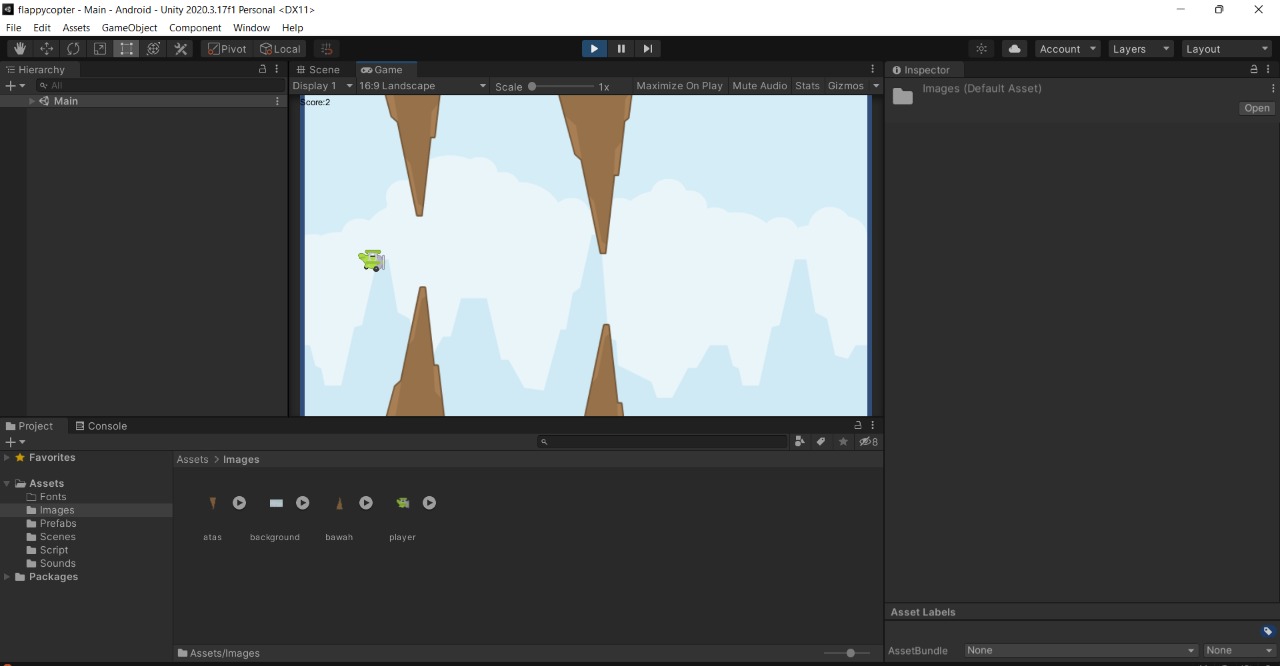 flappycopter - Main - Android - Unity 2020.3.17f1 Personal <DX11>
File Edit Assets GameObject Component Window Help
Pivot Local Account Layers Layout
Hierarchy Scene Game Inspector
All Display 1 16:9 Landscape Scale 1x Maximize On Play Mute Audio Stats Gizmos
Images (Default Asset)
Main
Score:2
Open
Project Console
8
Favorites
Assets > Images
Assets
Fonts
Images
Prefabs
Scenes
Script
Sounds
Packages
atas background bawah player
Asset Labels
Assets/Images
AssetBundle None None